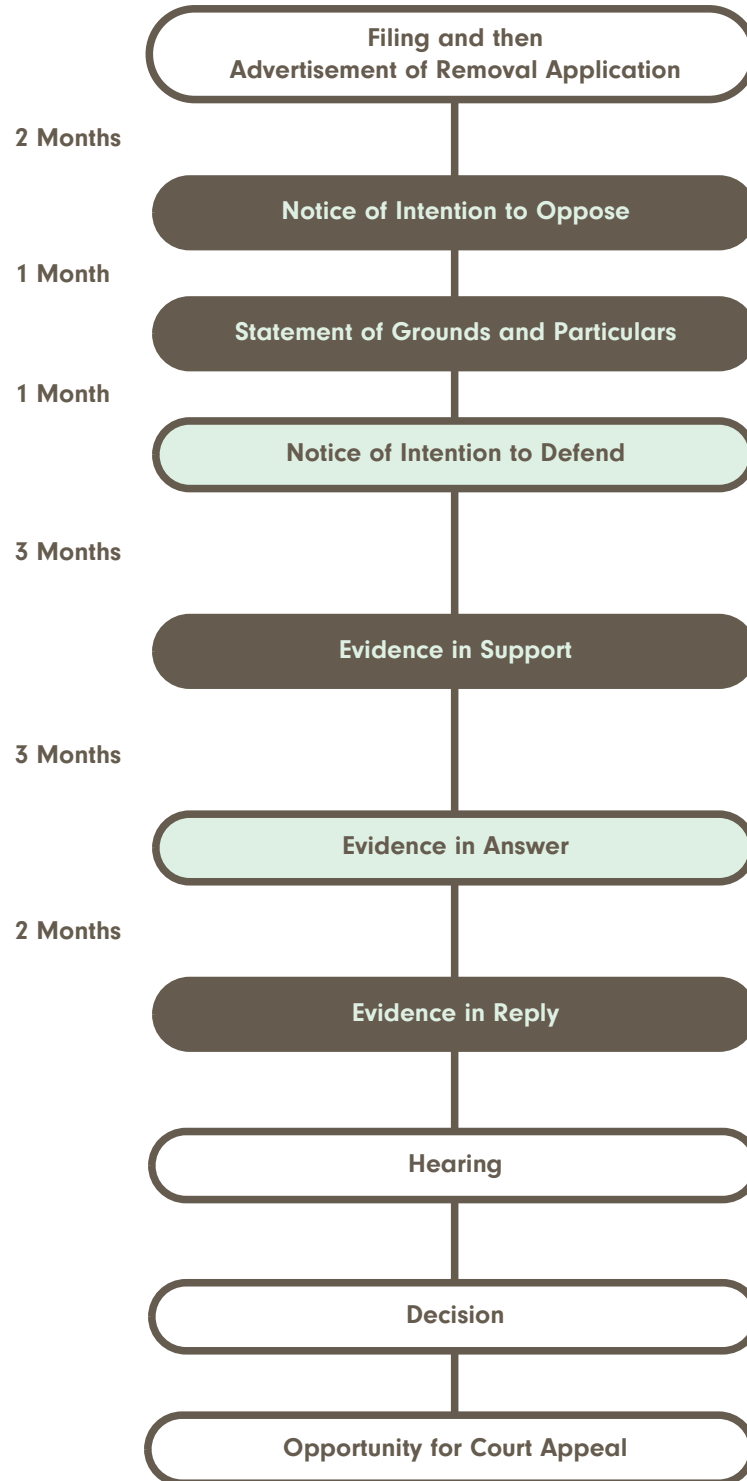 Filing and then
Advertisement of Removal Application
2 Months
Notice of Intention to Oppose
1 Month
Statement of Grounds and Particulars
1 Month
Notice of Intention to Defend
3 Months
Evidence in Support
3 Months
Evidence in Answer
2 Months
Evidence in Reply
Hearing
Decision
Opportunity for Court Appeal